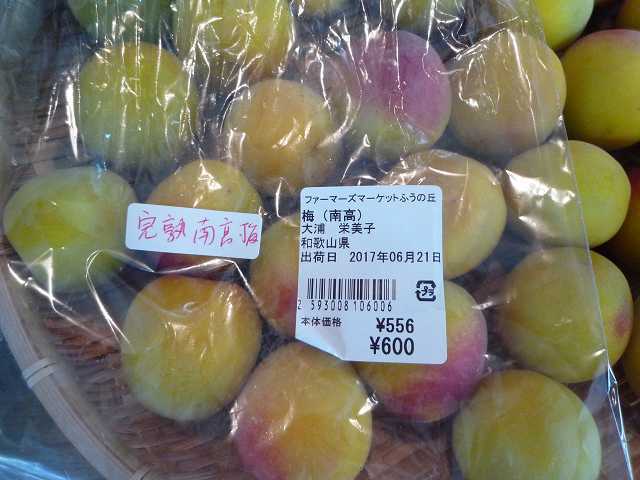 完熟南高梅
ファーマーズマーケットふうの丘
梅（南高）
大浦 栄美子
和歌山県
出荷日 2017年06月21日
2 593008 106006
プラ
本体価格 ¥556
¥600